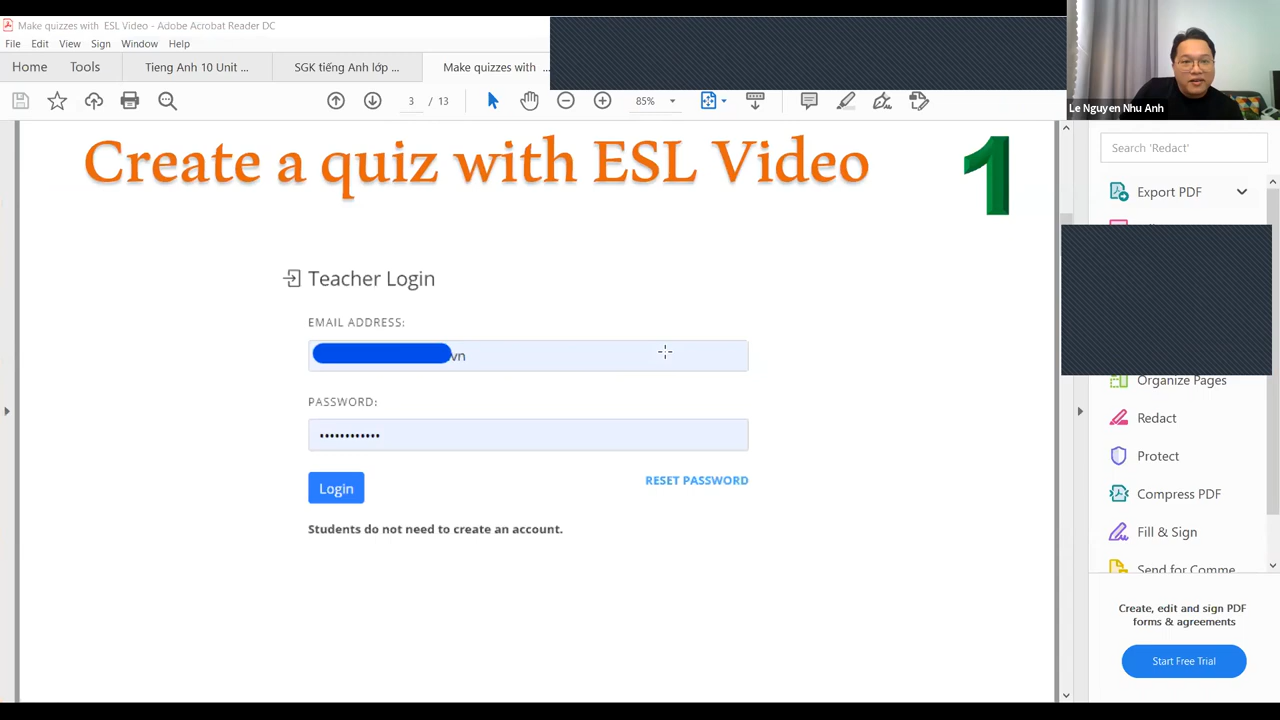 Make quizzes with ESL Video - Adobe Acrobat Reader DC
File Edit View Sign Window Help
Home Tools Tieng Anh 10 Unit ... SGK tiếng Anh lớp ... Make quizzes with ...
3 / 13 85%
Le Nguyen Nhu Anh
Create a quiz with ESL Video 1
Teacher Login
EMAIL ADDRESS:
vn
PASSWORD:
••••••••••••
Login
RESET PASSWORD
Students do not need to create an account.
Search 'Redact'
Export PDF
Organize Pages
Redact
Protect
Compress PDF
Fill & Sign
Send for Comme
Create, edit and sign PDF
forms & agreements
Start Free Trial